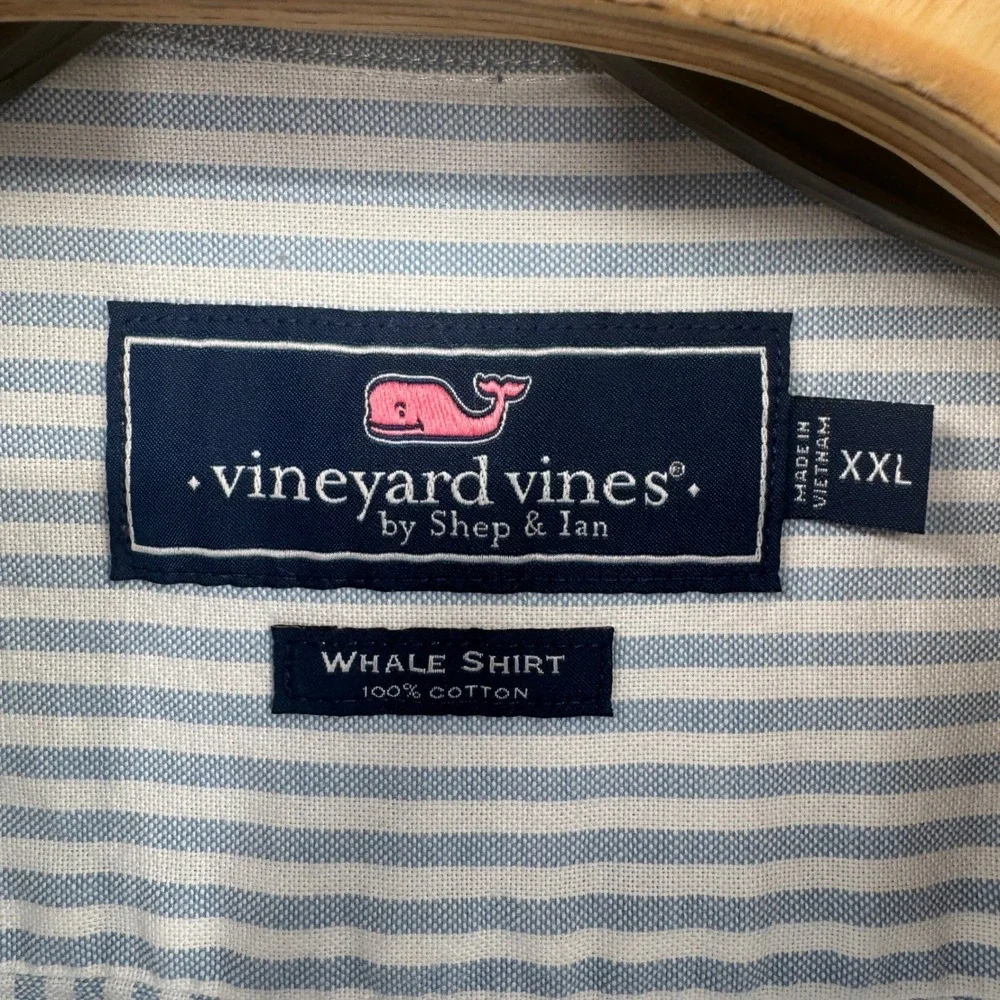 ·vineyard vines®·
by Shep & Ian
MADE IN
VIETNAM
XXL
WHALE SHIRT
100% COTTON